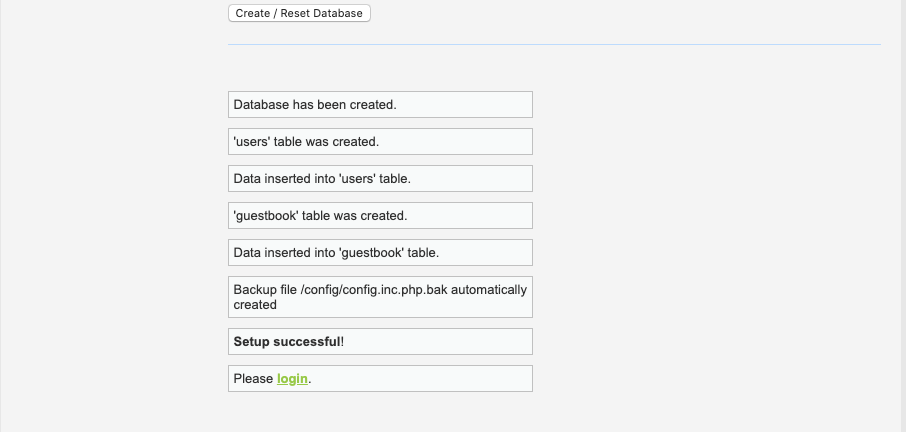 Create / Reset Database
Database has been created.
'users' table was created.
Data inserted into 'users' table.
'guestbook' table was created.
Data inserted into 'guestbook' table.
Backup file /config/config.inc.php.bak automatically
created
Setup successful!
Please login.